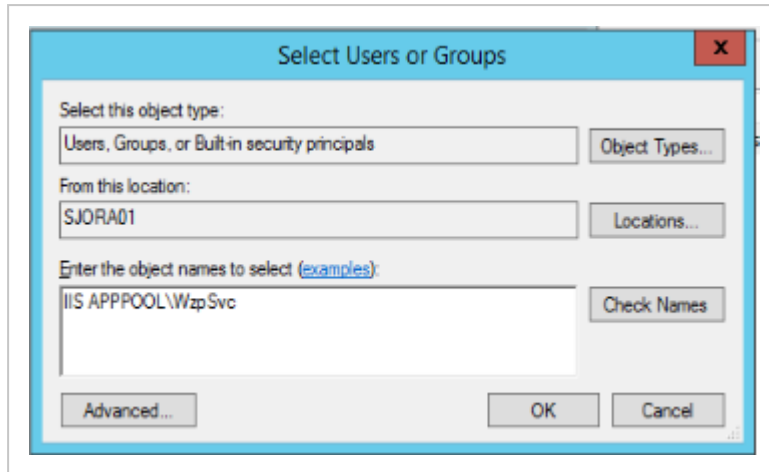 Select Users or Groups
x
Select this object type:
Users, Groups, or Built-in security principals
Object Types...
From this location:
SJORA01
Locations...
Enter the object names to select (examples):
IIS APPPOOL\WzpSvc
Check Names
Advanced...
OK
Cancel